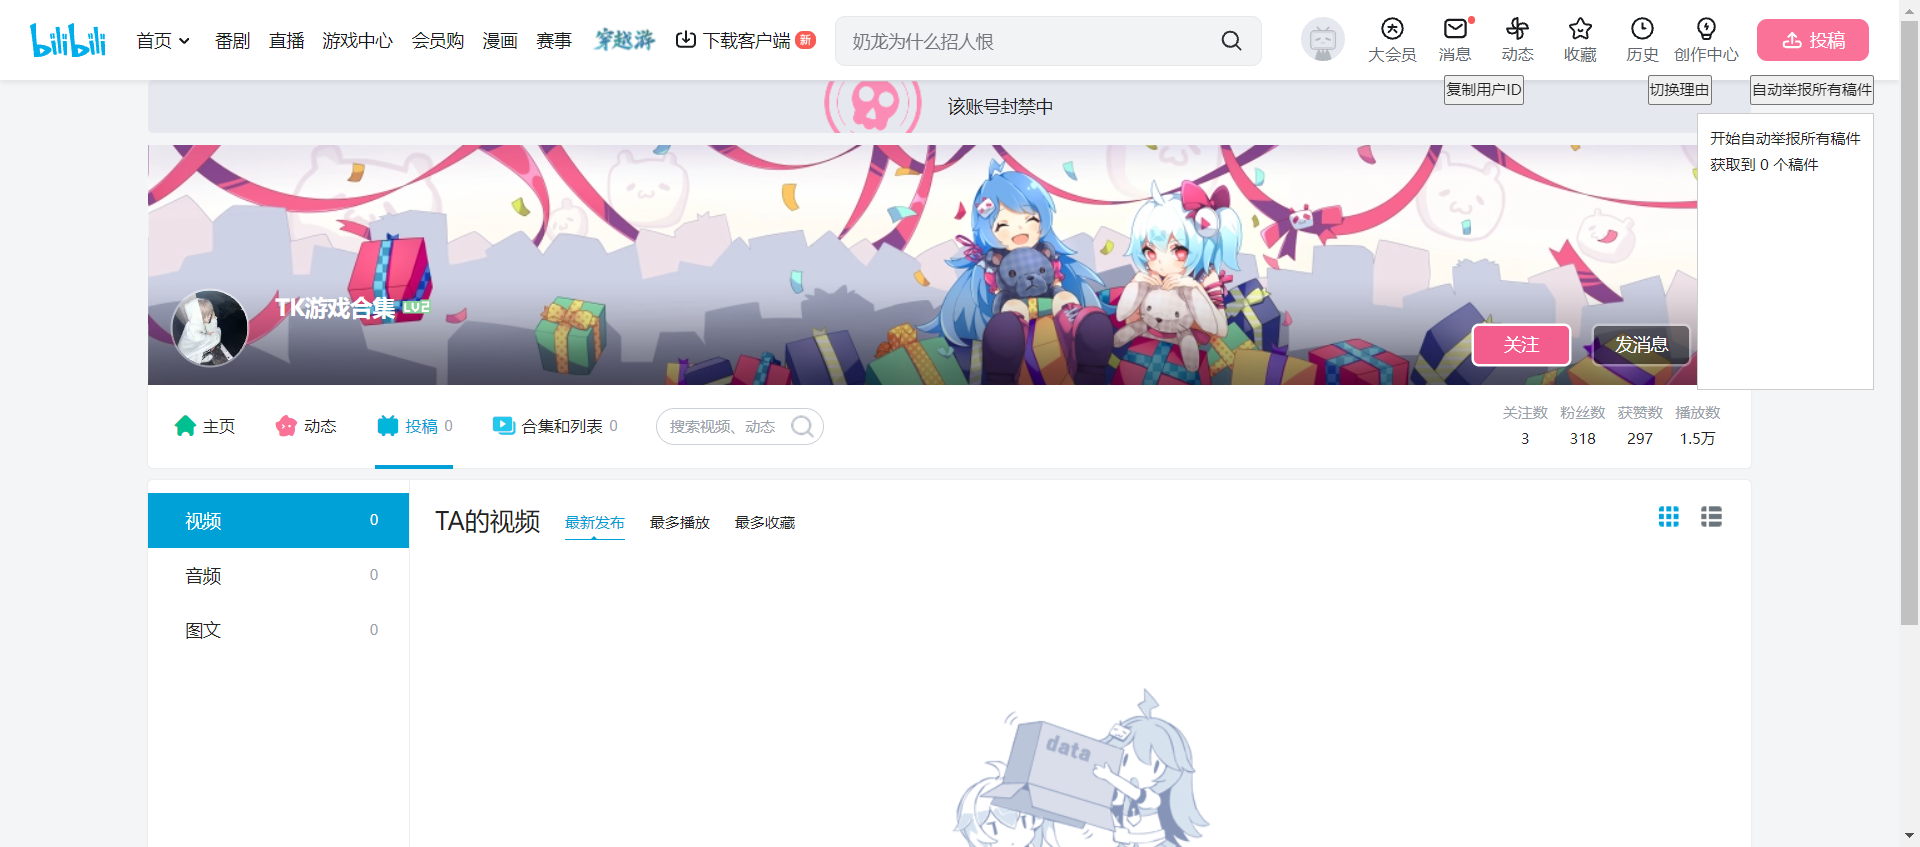 bilibili
首页 番剧 直播 游戏中心 会员购 漫画 赛事 下载客户端 新
奶龙为什么招人恨
大会员 消息 动态 收藏 历史 创作中心 投稿
复制用户ID 切换理由 自动举报所有稿件
该账号封禁中
开始自动举报所有稿件
获取到 0 个稿件
TK游戏合集 LV2
关注 发消息
主页 动态 投稿 0 合集和列表 0 搜索视频、动态
关注数 粉丝数 获赞数 播放数
3 318 297 1.5万
视频 0
音频 0
图文 0
TA的视频 最新发布 最多播放 最多收藏
data